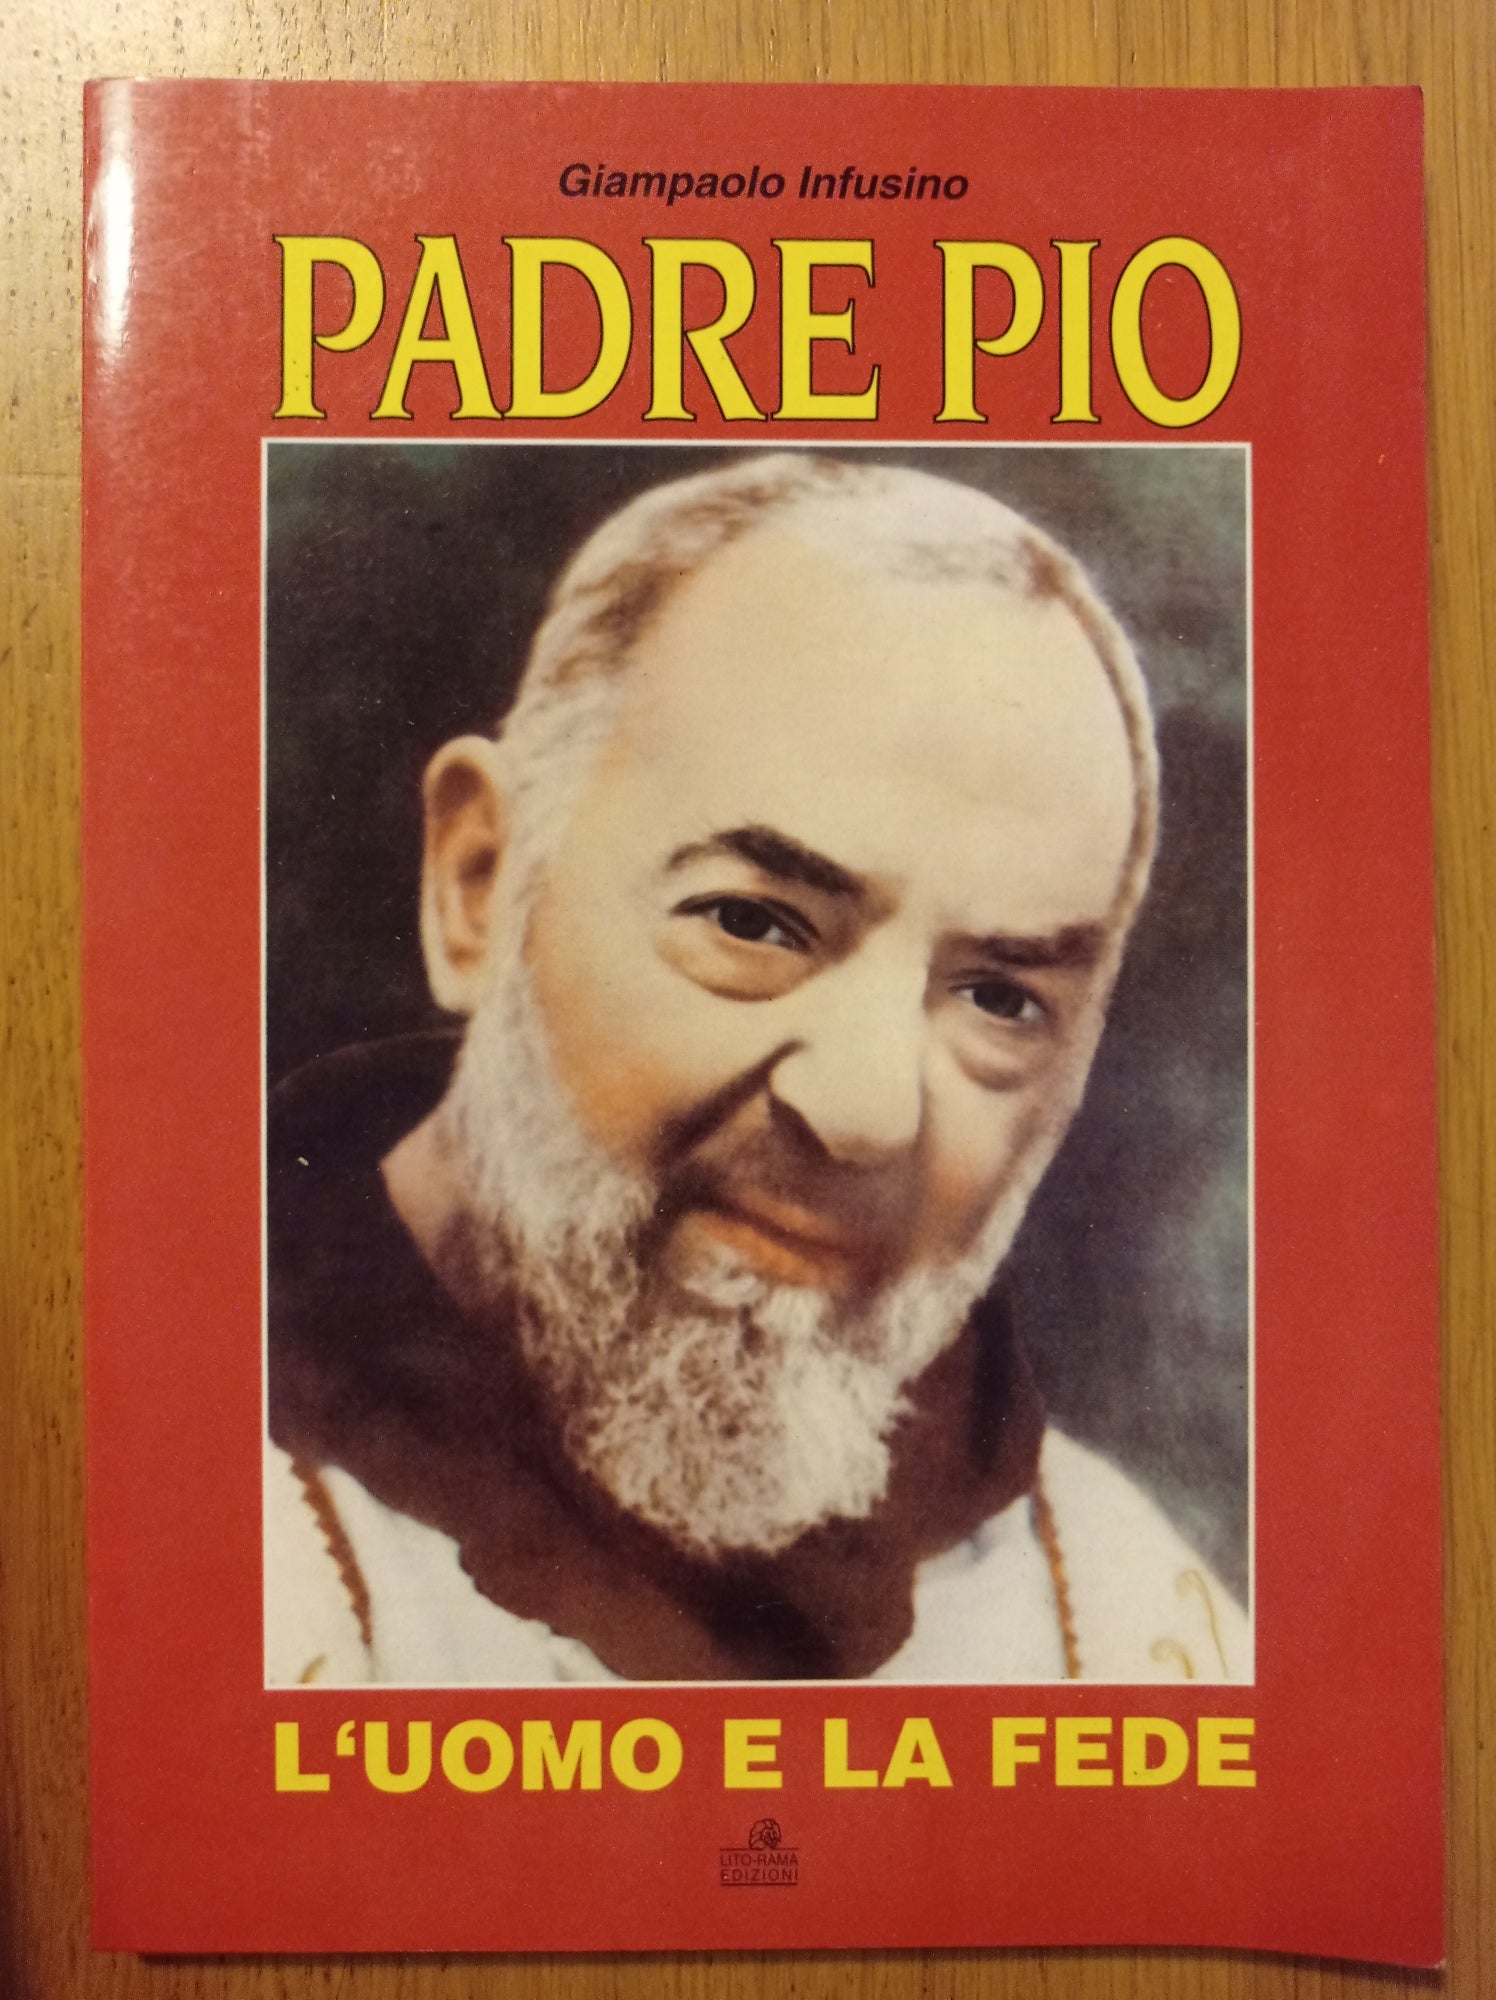 Giampaolo Infusino
PADRE PIO
L‘UOMO E LA FEDE
LITO-RAMA
EDIZIONI